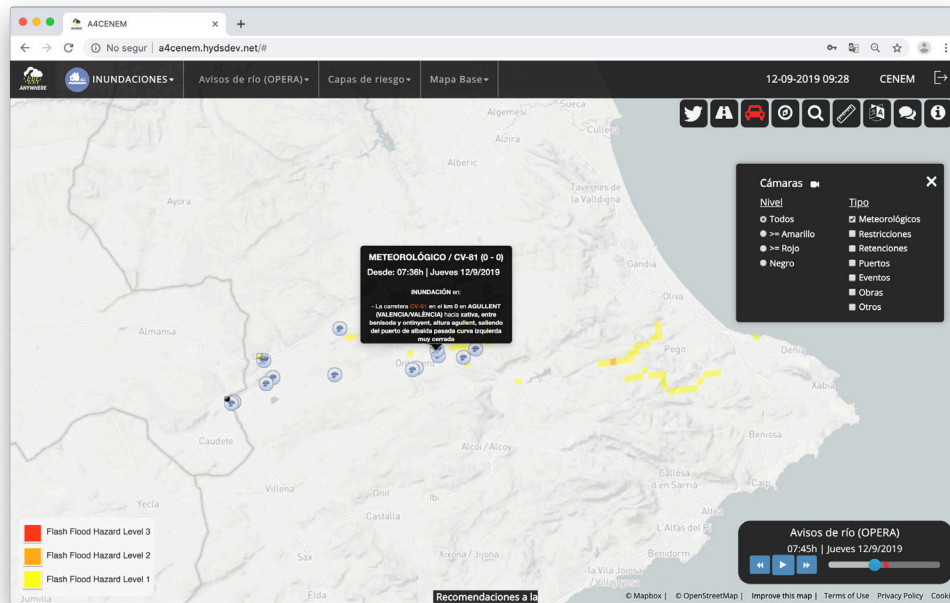 A4CENEM
No segur | a4cenem.hydsdev.net/#
ANYWHERE
INUNDACIONES
Avisos de río (OPERA)
Capas de riesgo
Mapa Base
12-09-2019 09:28
CENEM
Sueca
Algemesí
Cullera
Alzira
Alberic
Tavernes de
la Valldigna
Ayora
Cámaras
Nivel
Tipo
Todos
Meteorológicos
>= Amarillo
Restricciones
>= Rojo
Retenciones
Negro
Puertos
Eventos
Obras
Otros
METEOROLÓGICO / CV-81 (0 - 0)
Desde: 07:36h | Jueves 12/9/2019
INUNDACIÓN en:
- La carretera CV-81 en el km 0 en AGULLENT
(VALENCIA/VALÈNCIA) hacia xativa, entre
benisoda y ontinyent, altura agullent, saliendo
del puerto de albaida pasada curva izquierda
muy cerrada
Gandia
Oliva
Almansa
Pego
Denia
Xàbia
Caudete
Benissa
Alcoi / Alcoy
Callosa
d'en Sarrià
Calp
Villena
Onil
Ibi
Yecla
Castalla
L'Alfàs del Pi
Sax
Xixona / Jijona
Benidorm
la Vila Joiosa
/ Villajoyosa
Elda
Jumilla
Flash Flood Hazard Level 3
Flash Flood Hazard Level 2
Flash Flood Hazard Level 1
Avisos de río (OPERA)
07:45h | Jueves 12/9/2019
Recomendaciones a la
© Mapbox | © OpenStreetMap | Improve this map | Terms of Use Privacy Policy Cook